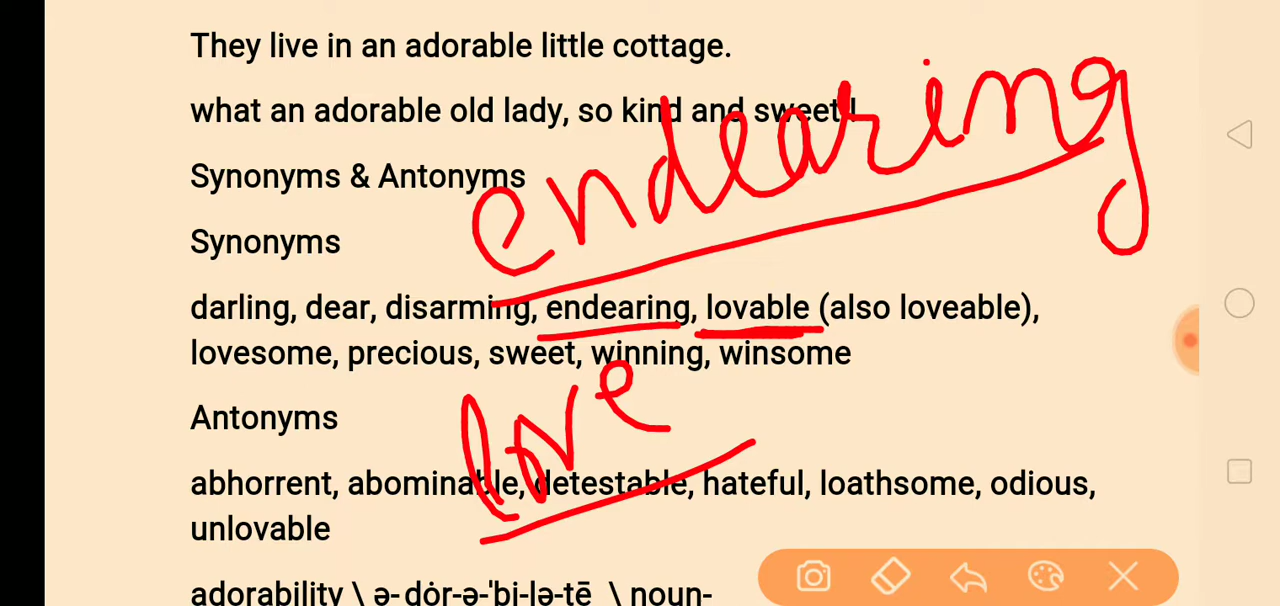 They live in an adorable little cottage.
what an adorable old lady, so kind and sweet !
Synonyms & Antonyms
endearing
Synonyms
darling, dear, disarming, endearing, lovable (also loveable),
lovesome, precious, sweet, winning, winsome
love
Antonyms
abhorrent, abominable, detestable, hateful, loathsome, odious,
unlovable
adorability \ ə-ˌdȯr-ə-ˈbi-lə-tē \ noun-